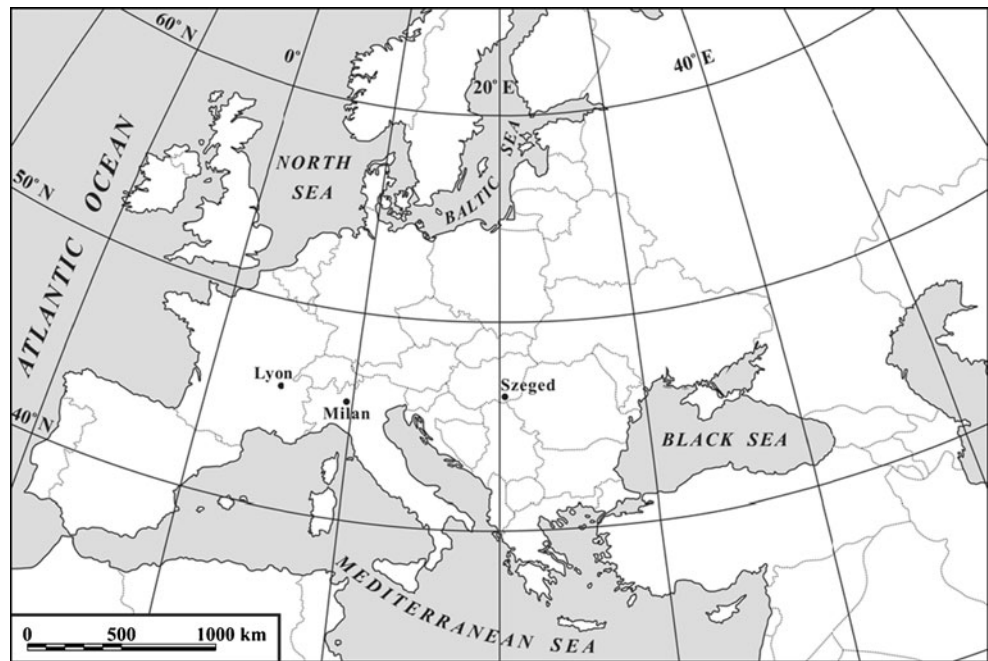 60° N
0°
20° E
40° E
ATLANTIC OCEAN
NORTH
SEA
BALTIC SEA
50° N
Lyon
Milan
Szeged
BLACK SEA
40° N
MEDITERRANEAN SEA
0 500 1000 km